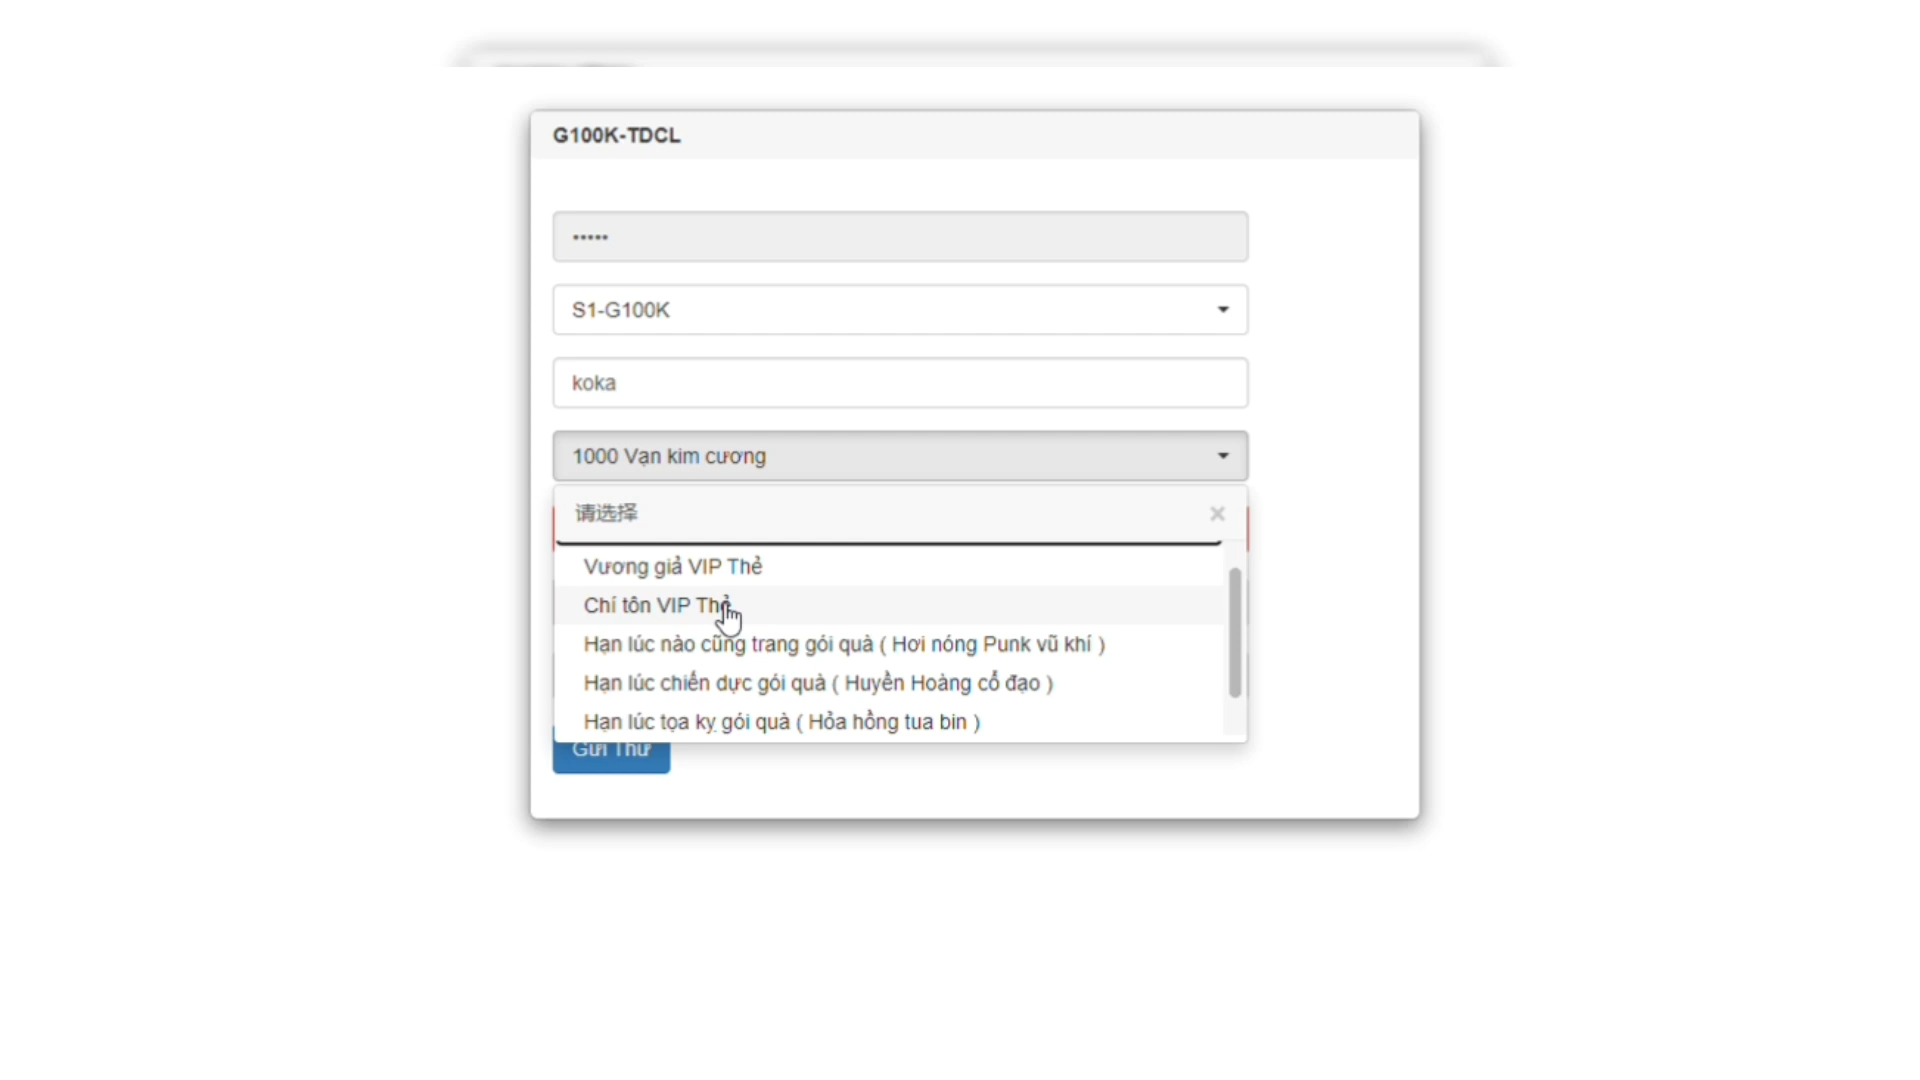 G100K-TDCL
•••••
S1-G100K
koka
1000 Vạn kim cương
请选择
×
Vương giả VIP Thẻ
Chí tôn VIP Thẻ
Hạn lúc nào cũng trang gói quà ( Hơi nóng Punk vũ khí )
Hạn lúc chiến dực gói quà ( Huyền Hoàng cổ đạo )
Hạn lúc tọa kỵ gói quà ( Hỏa hồng tua bin )
Gửi Thư